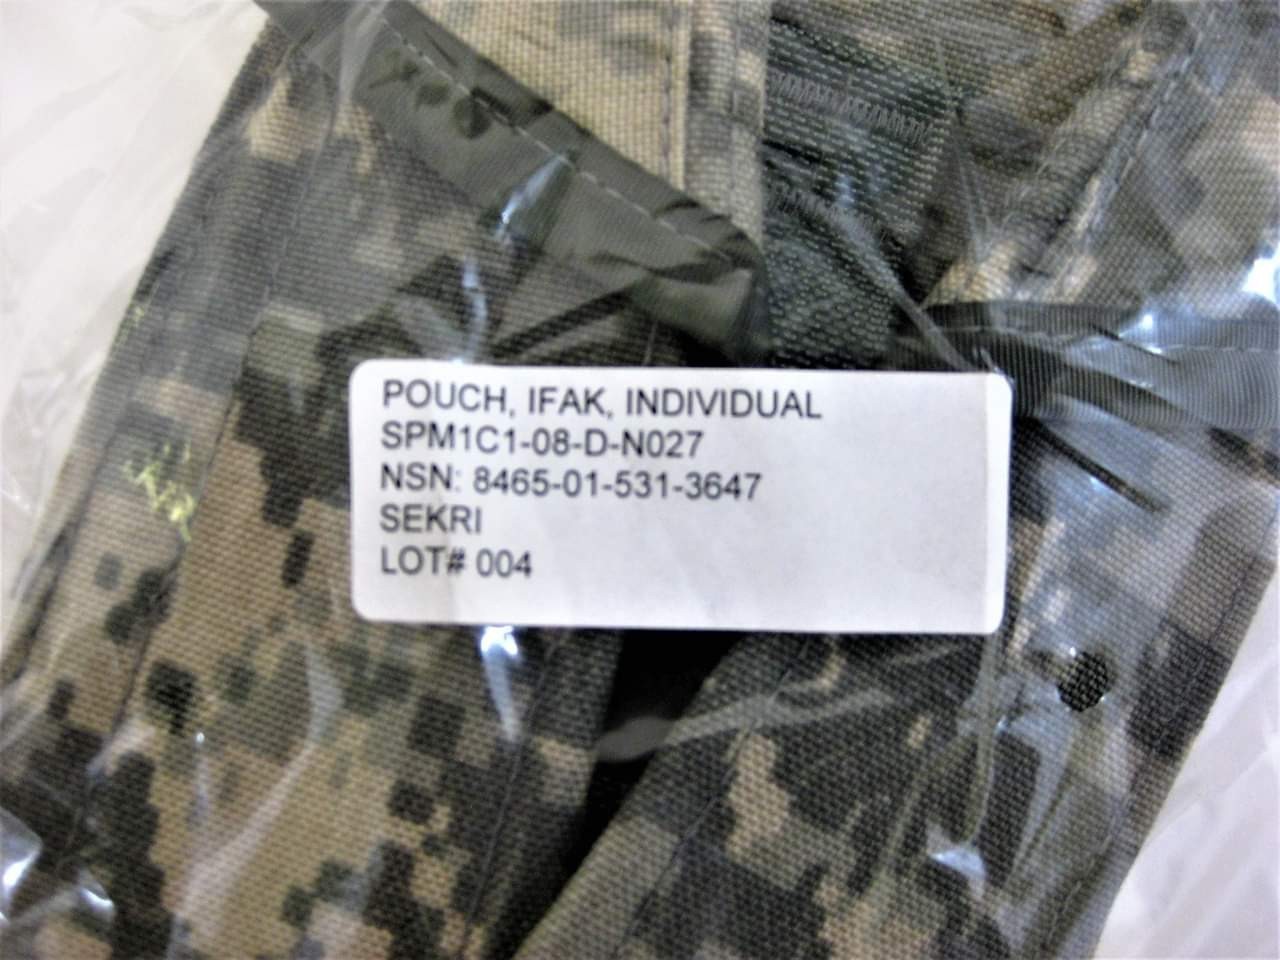 POUCH, IFAK, INDIVIDUAL
SPM1C1-08-D-N027
NSN: 8465-01-531-3647
SEKRI
LOT# 004